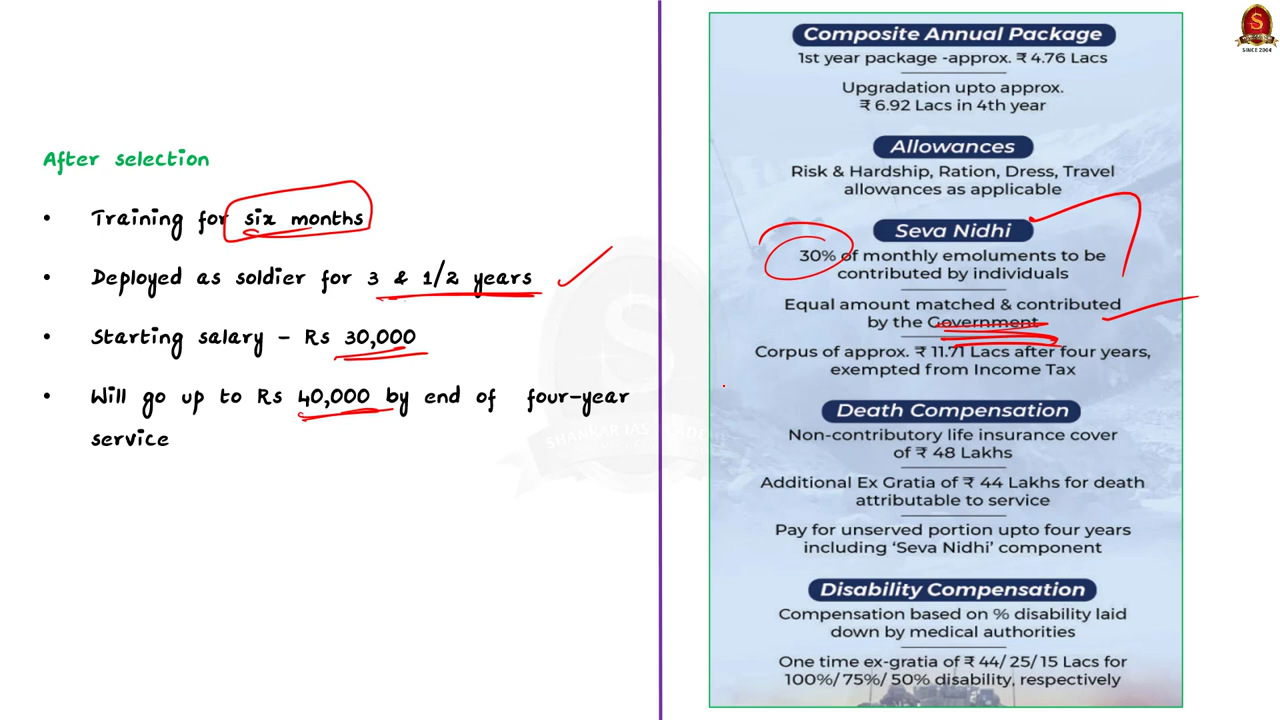 After selection
• Training for six months
• Deployed as soldier for 3 & 1/2 years
• Starting salary – Rs 30,000
• Will go up to Rs 40,000 by end of four-year
service
Composite Annual Package
1st year package -approx. ₹ 4.76 Lacs
Upgradation upto approx.
₹ 6.92 Lacs in 4th year
Allowances
Risk & Hardship, Ration, Dress, Travel
allowances as applicable
Seva Nidhi
30% of monthly emoluments to be
contributed by individuals
Equal amount matched & contributed
by the Government
Corpus of approx. ₹ 11.71 Lacs after four years,
exempted from Income Tax
Death Compensation
Non-contributory life insurance cover
of ₹ 48 Lakhs
Additional Ex Gratia of ₹ 44 Lakhs for death
attributable to service
Pay for unserved portion upto four years
including ‘Seva Nidhi’ component
Disability Compensation
Compensation based on % disability laid
down by medical authorities
One time ex-gratia of ₹ 44/ 25/ 15 Lacs for
100%/ 75%/ 50% disability, respectively
S
SINCE 2004